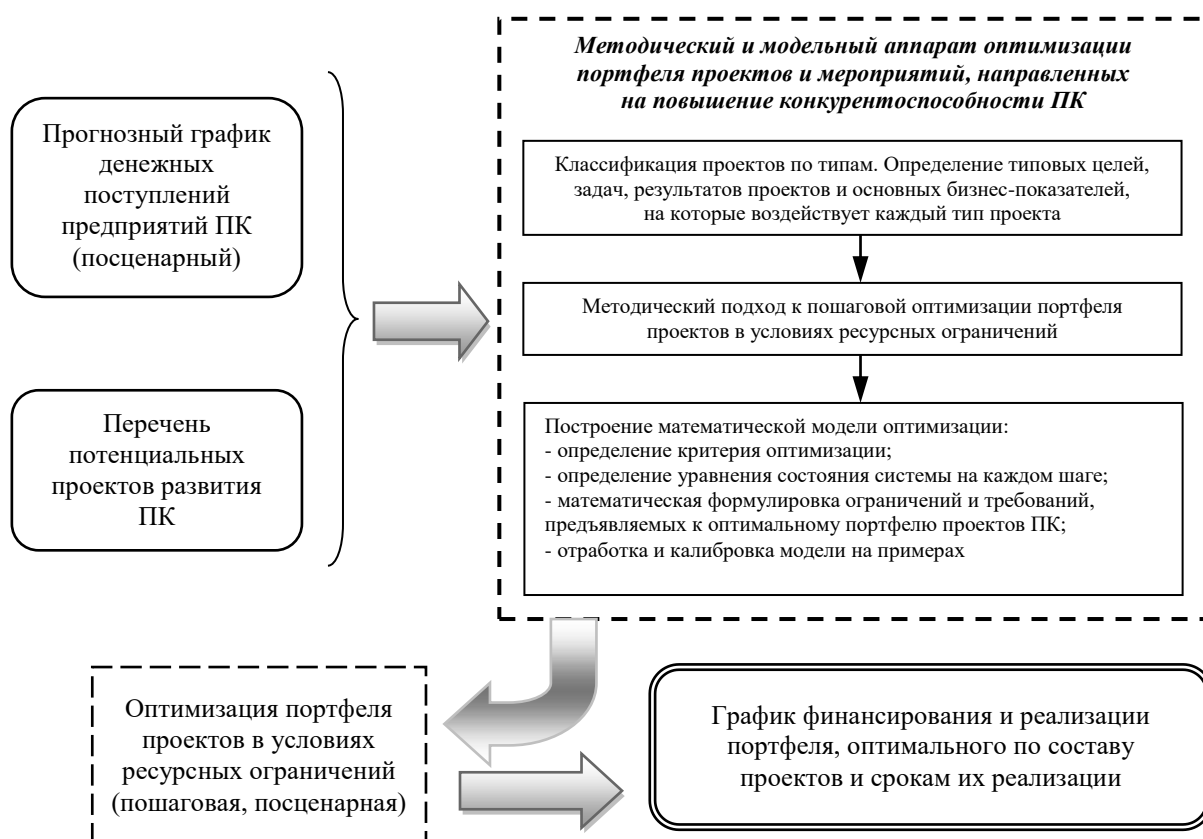 Методический и модельный аппарат оптимизации
портфеля проектов и мероприятий, направленных
на повышение конкурентоспособности ПК
Прогнозный график
денежных
поступлений
предприятий ПК
(посценарный)
Перечень
потенциальных
проектов развития
ПК
Классификация проектов по типам. Определение типовых целей,
задач, результатов проектов и основных бизнес-показателей,
на которые воздействует каждый тип проекта
Методический подход к пошаговой оптимизации портфеля
проектов в условиях ресурсных ограничений
Построение математической модели оптимизации:
- определение критерия оптимизации;
- определение уравнения состояния системы на каждом шаге;
- математическая формулировка ограничений и требований,
предъявляемых к оптимальному портфелю проектов ПК;
- отработка и калибровка модели на примерах
Оптимизация портфеля
проектов в условиях
ресурсных ограничений
(пошаговая, посценарная)
График финансирования и реализации
портфеля, оптимального по составу
проектов и срокам их реализации